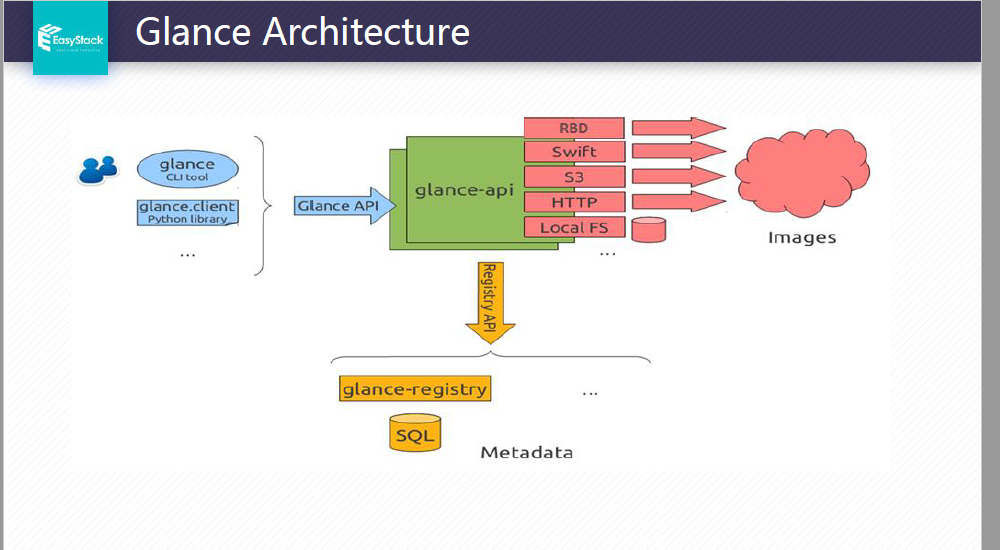 EasyStack
Glance Architecture
glance
CLI tool
glance.client
Python library
...
Glance API
glance-api
RBD
Swift
S3
HTTP
Local FS
...
Images
Registry API
glance-registry
...
SQL
Metadata